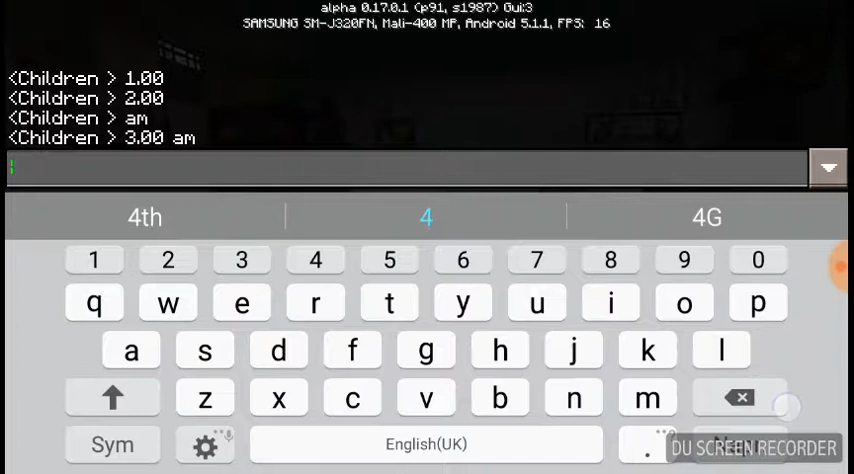 alpha 0.17.0.1 (p91, s1987) Gui:3
SAMSUNG SM-J320FN, Mali-400 MP, Android 5.1.1, FPS: 16
<Children > 1.00
<Children > 2.00
<Children > am
<Children > 3.00 am
4th 4 4G
1 2 3 4 5 6 7 8 9 0
q w e r t y u i o p
a s d f g h j k l
z x c v b n m
Sym English(UK) .
DU SCREEN RECORDER